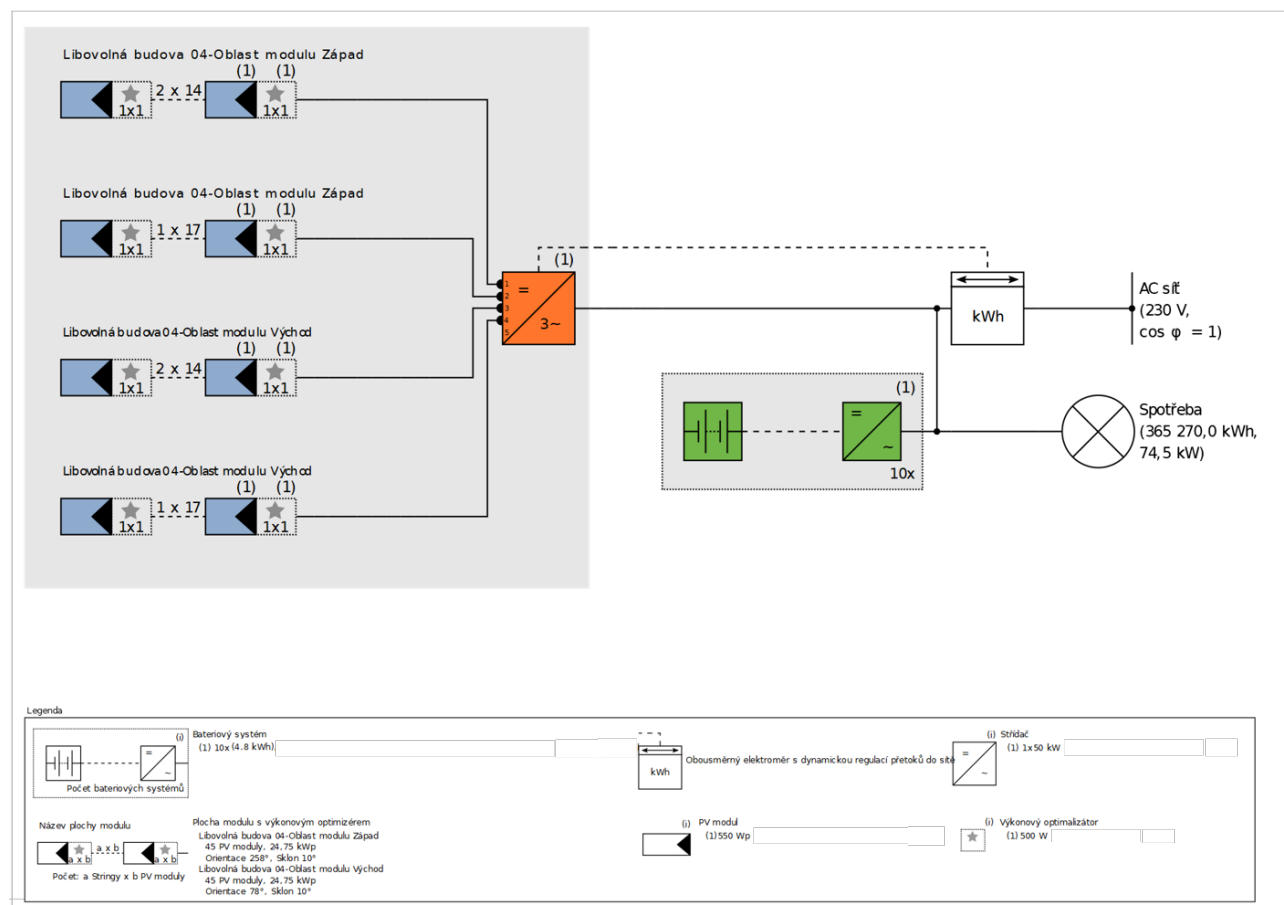 Libovolná budova 04-Oblast modulu Západ
(1) (1)
2 x 14
1x1 1x1
Libovolná budova 04-Oblast modulu Západ
(1) (1)
1 x 17
1x1 1x1
Libovolná budova 04-Oblast modulu Východ
(1) (1)
2 x 14
1x1 1x1
Libovolná budova 04-Oblast modulu Východ
(1) (1)
1 x 17
1x1 1x1
(1)
1
2
3
4
5
=
3~
kWh
AC síť
(230 V,
cos φ = 1)
(1)
=
~
10x
Spotřeba
(365 270,0 kWh,
74,5 kW)
Legenda
(i)
=
~
Počet bateriových systémů
Bateriový systém
(1) 10x (4.8 kWh)
kWh
Obousměrný elektroměr s dynamickou regulací přetoků do sítě
(i) Střídač
=
~
(1) 1x50 kW
Název plochy modulu
a x b
a x b a x b
Počet: a Stringy x b PV moduly
Plocha modulu s výkonovým optimizérem
Libovolná budova 04-Oblast modulu Západ
45 PV moduly, 24,75 kWp
Orientace 258°, Sklon 10°
Libovolná budova 04-Oblast modulu Východ
45 PV moduly, 24,75 kWp
Orientace 78°, Sklon 10°
(i) PV modul
(1) 550 Wp
(i) Výkonový optimalizátor
(1) 500 W